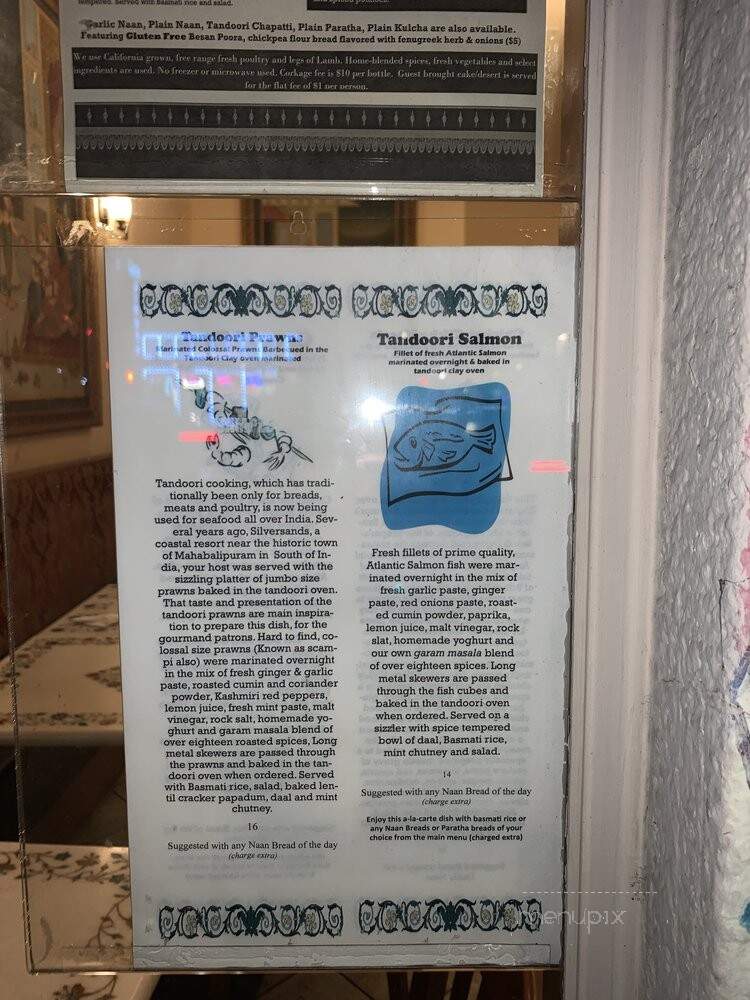 tempered. Served with Basmati rice and salad.
Garlic Naan, Plain Naan, Tandoori Chapatti, Plain Paratha, Plain Kulcha are also available.
Featuring Gluten Free Besan Poora, chickpea flour bread flavored with fenugreek herb & onions ($5)
We use California grown, free range fresh poultry and legs of Lamb. Home-blended spices, fresh vegetables and select
ingredients are used. No freezer or microwave used. Corkage fee is $10 per bottle. Guest brought cake/desert is served
for the flat fee of $1 per person.
Tandoori Prawns
Marinated Colossal Prawns Barbecued in the
Tandoori Clay oven marinated
Tandoori cooking, which has tradi-
tionally been only for breads,
meats and poultry, is now being
used for seafood all over India. Sev-
eral years ago, Silversands, a
coastal resort near the historic town
of Mahabalipuram in South of In-
dia, your host was served with the
sizzling platter of jumbo size
prawns baked in the tandoori oven.
That taste and presentation of the
tandoori prawns are main inspira-
tion to prepare this dish, for the
gourmand patrons. Hard to find, co-
lossal size prawns (Known as scam-
pi also) were marinated overnight
in the mix of fresh ginger & garlic
paste, roasted cumin and coriander
powder, Kashmiri red peppers,
lemon juice, fresh mint paste, malt
vinegar, rock salt, homemade yo-
ghurt and garam masala blend of
over eighteen roasted spices, Long
metal skewers are passed through
the prawns and baked in the tan-
doori oven when ordered. Served
with Basmati rice, salad, baked len-
til cracker papadum, daal and mint
chutney.
16
Suggested with any Naan Bread of the day
(charge extra)
Tandoori Salmon
Fillet of fresh Atlantic Salmon
marinated overnight & baked in
tandoori clay oven
Fresh fillets of prime quality,
Atlantic Salmon fish were mar-
inated overnight in the mix of
fresh garlic paste, ginger
paste, red onions paste, roast-
ed cumin powder, paprika,
lemon juice, malt vinegar, rock
slat, homemade yoghurt and
our own garam masala blend
of over eighteen spices. Long
metal skewers are passed
through the fish cubes and
baked in the tandoori oven
when ordered. Served on a
sizzler with spice tempered
bowl of daal, Basmati rice,
mint chutney and salad.
14
Suggested with any Naan Bread of the day
(charge extra)
Enjoy this a-la-carte dish with basmati rice or
any Naan Breads or Paratha breads of your
choice from the main menu (charged extra)
menupix